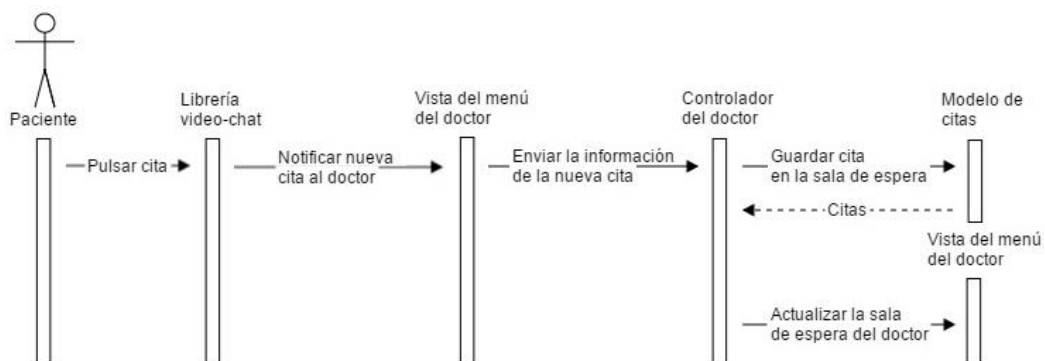 Paciente
Librería
video-chat
Vista del menú
del doctor
Controlador
del doctor
Modelo de
citas
Pulsar cita
Notificar nueva
cita al doctor
Enviar la información
de la nueva cita
Guardar cita
en la sala de espera
Citas
Vista del menú
del doctor
Actualizar la sala
de espera del doctor